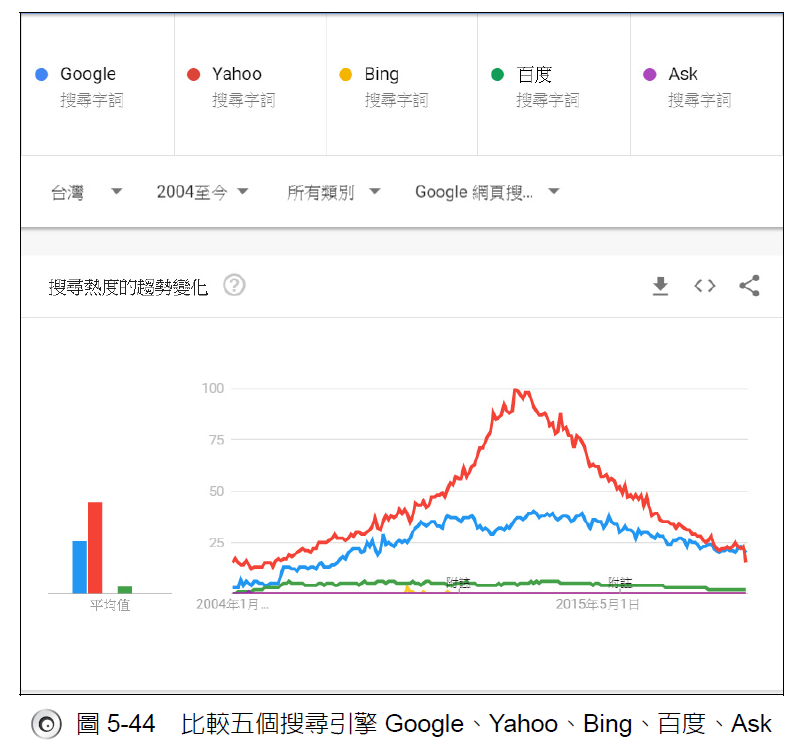 Google
搜尋字詞
Yahoo
搜尋字詞
Bing
搜尋字詞
百度
搜尋字詞
Ask
搜尋字詞
台灣 2004至今 所有類別 Google 網頁搜...
搜尋熱度的趨勢變化 ?
100
75
50
25
附註 附註
平均值 2004年1月... 2015年5月1日
圖 5-44 比較五個搜尋引擎 Google、Yahoo、Bing、百度、Ask